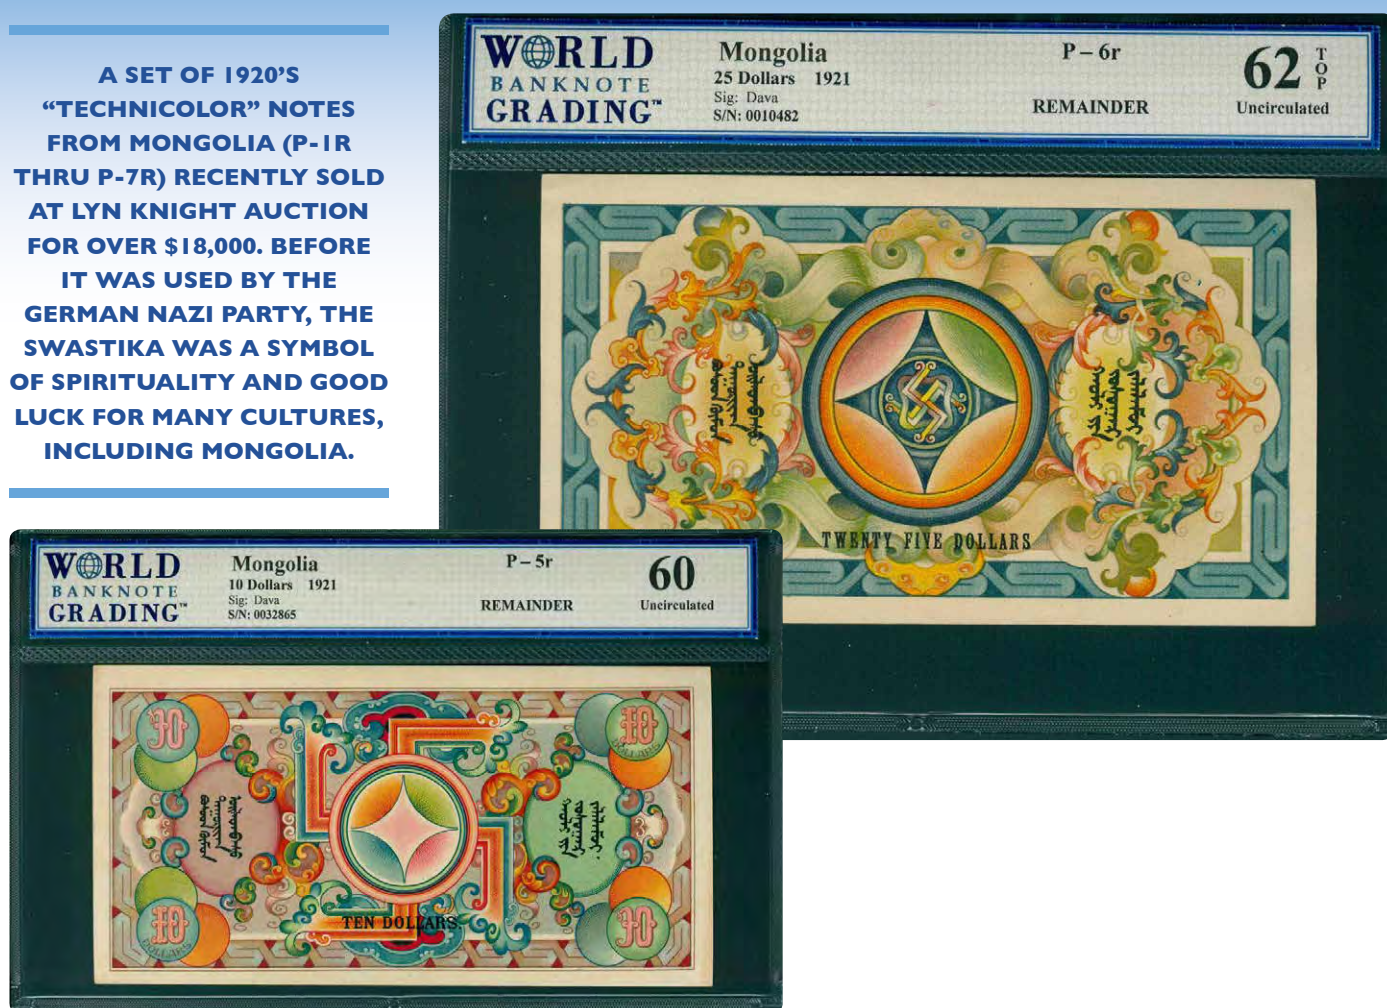 A SET OF 1920’S
“TECHNICOLOR” NOTES
FROM MONGOLIA (P-1R
THRU P-7R) RECENTLY SOLD
AT LYN KNIGHT AUCTION
FOR OVER $18,000. BEFORE
IT WAS USED BY THE
GERMAN NAZI PARTY, THE
SWASTIKA WAS A SYMBOL
OF SPIRITUALITY AND GOOD
LUCK FOR MANY CULTURES,
INCLUDING MONGOLIA.
WORLD
BANKNOTE
GRADING™
Mongolia
25 Dollars 1921
Sig: Dava
S/N: 0010482
P – 6r
REMAINDER
62 TOP
Uncirculated
TWENTY FIVE DOLLARS
WORLD
BANKNOTE
GRADING™
Mongolia
10 Dollars 1921
Sig: Dava
S/N: 0032865
P – 5r
REMAINDER
60
Uncirculated
10
10
DOLLARS
TEN DOLLARS.
10
DOLLARS
10